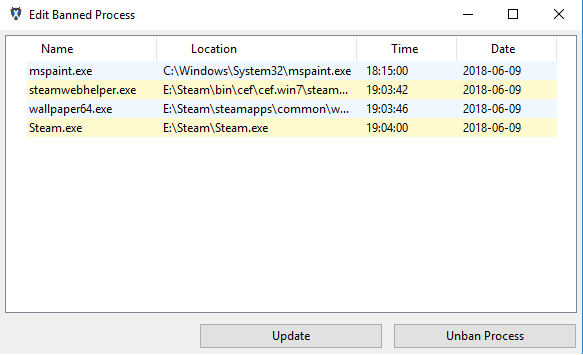 Edit Banned Process
Name Location Time Date
mspaint.exe C:\Windows\System32\mspaint.exe 18:15:00 2018-06-09
steamwebhelper.exe E:\Steam\bin\cef\cef.win7\steam... 19:03:42 2018-06-09
wallpaper64.exe E:\Steam\steamapps\common\w... 19:03:46 2018-06-09
Steam.exe E:\Steam\Steam.exe 19:04:00 2018-06-09
Update Unban Process